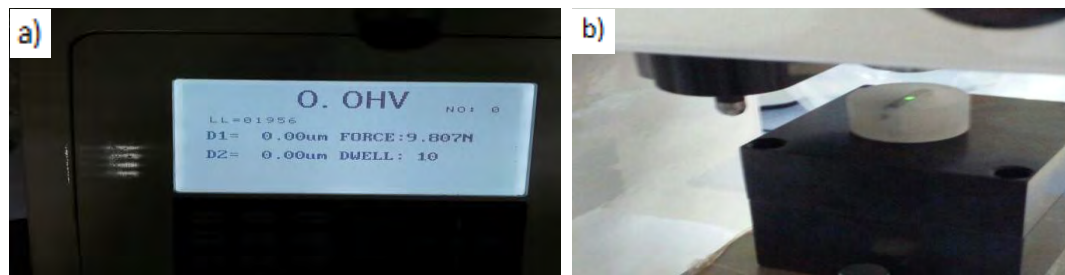 a)
0.0HV
NO: 0
LL=01956
D1= 0.00um FORCE:9.807N
D2= 0.00um DWELL: 10
b)